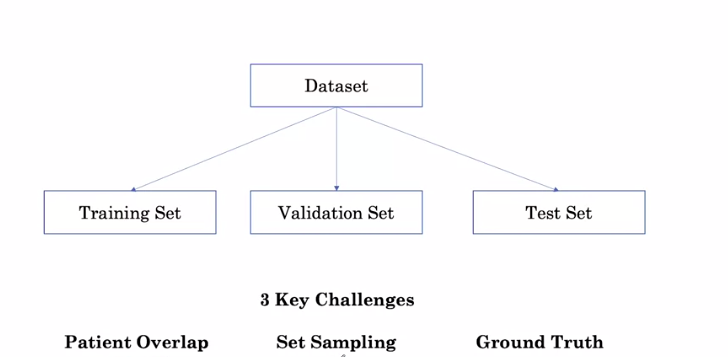 Dataset
Training Set Validation Set Test Set
3 Key Challenges
Patient Overlap Set Sampling Ground Truth